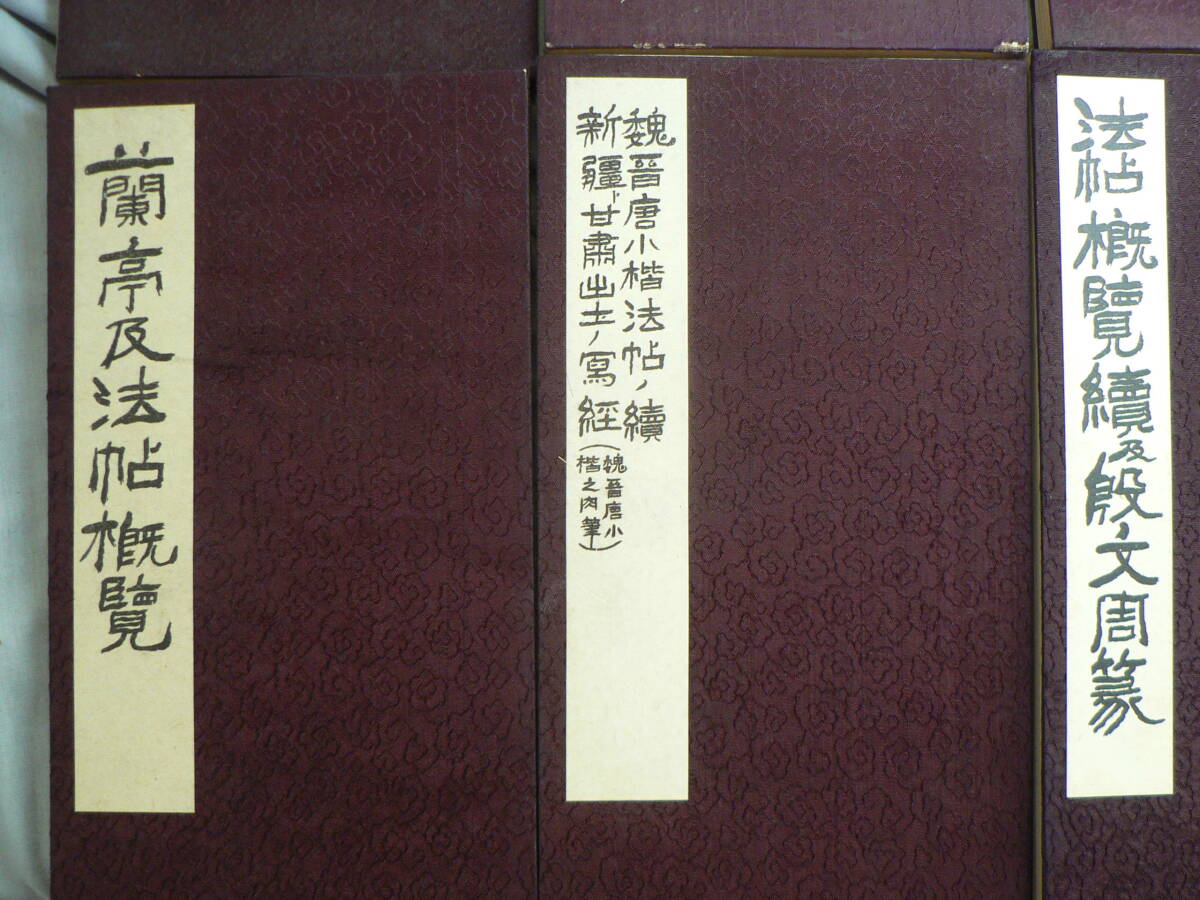 蘭亭及法帖概覽
魏晉唐小楷法帖ノ續
新疆ト甘肅出土ノ寫經(魏晉唐小
楷之肉筆)
法帖概覽續及殷ノ文周篆